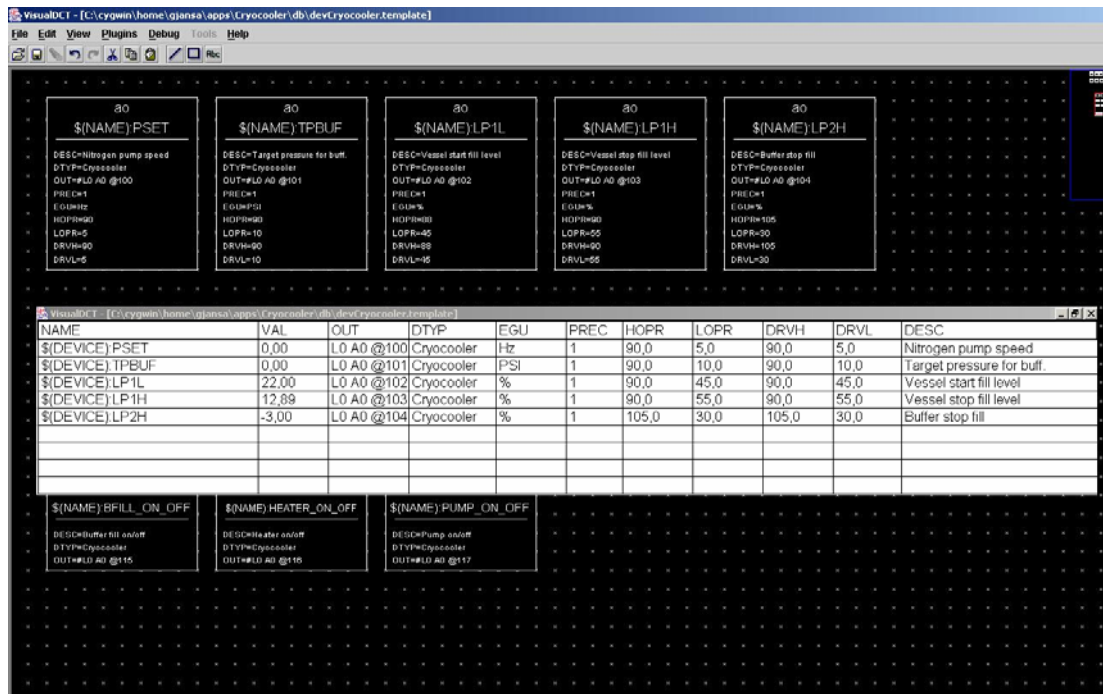 VisualDCT - [C:\cygwin\home\gjansa\apps\Cryocooler\db\devCryocooler.template]
File Edit View Plugins Debug Tools Help
Abc
ao
$(NAME):PSET
DESC=Nitrogen pump speed
DTYP=Cryocooler
OUT=#L0 A0 @100
PREC=1
EGU=Hz
HOPR=90
LOPR=5
DRVH=90
DRVL=5
ao
$(NAME):TPBUF
DESC=Target pressure for buff.
DTYP=Cryocooler
OUT=#L0 A0 @101
PREC=1
EGU=PSI
HOPR=90
LOPR=10
DRVH=90
DRVL=10
ao
$(NAME):LP1L
DESC=Vessel start fill level
DTYP=Cryocooler
OUT=#L0 A0 @102
PREC=1
EGU=%
LOPR=45
DRVL=45
ao
$(NAME):LP1H
DESC=Vessel stop fill level
DTYP=Cryocooler
OUT=#L0 A0 @103
PREC=1
EGU=%
HOPR=90
LOPR=55
DRVH=90
DRVL=55
ao
$(NAME):LP2H
DESC=Buffer stop fill
DTYP=Cryocooler
OUT=#L0 A0 @104
PREC=1
EGU=%
HOPR=105
LOPR=30
DRVH=105
DRVL=30
VisualDCT - [C:\cygwin\home\gjansa\apps\Cryocooler\db\devCryocooler.template]
NAME VAL OUT DTYP EGU PREC HOPR LOPR DRVH DRVL DESC
$(DEVICE):PSET 0,00 L0 A0 @100 Cryocooler Hz 1 90,0 5,0 90,0 5,0 Nitrogen pump speed
$(DEVICE):TPBUF 0,00 L0 A0 @101 Cryocooler PSI 1 90,0 10,0 90,0 10,0 Target pressure for buff.
$(DEVICE):LP1L 22,00 L0 A0 @102 Cryocooler % 1 90,0 45,0 90,0 45,0 Vessel start fill level
$(DEVICE):LP1H 12,89 L0 A0 @103 Cryocooler % 1 90,0 55,0 90,0 55,0 Vessel stop fill level
$(DEVICE):LP2H -3,00 L0 A0 @104 Cryocooler % 1 105,0 30,0 105,0 30,0 Buffer stop fill
$(NAME):BFILL_ON_OFF
DESC=Buffer fill on/off
DTYP=Cryocooler
OUT=#L0 A0 @115
$(NAME):HEATER_ON_OFF
DESC=Heater on/off
DTYP=Cryocooler
OUT=#L0 A0 @116
$(NAME):PUMP_ON_OFF
DESC=Pump on/off
DTYP=Cryocooler
OUT=#L0 A0 @117